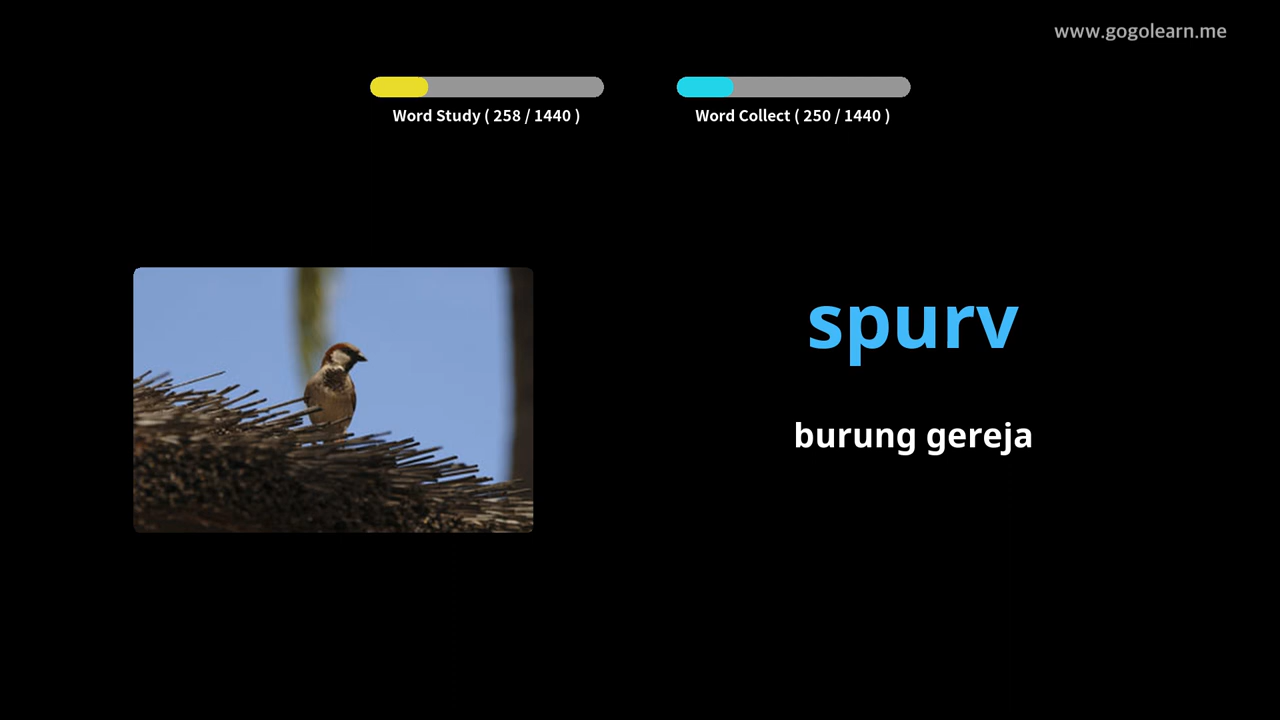 www.gogolearn.me
Word Study ( 258 / 1440 )
Word Collect ( 250 / 1440 )
spurv
burung gereja